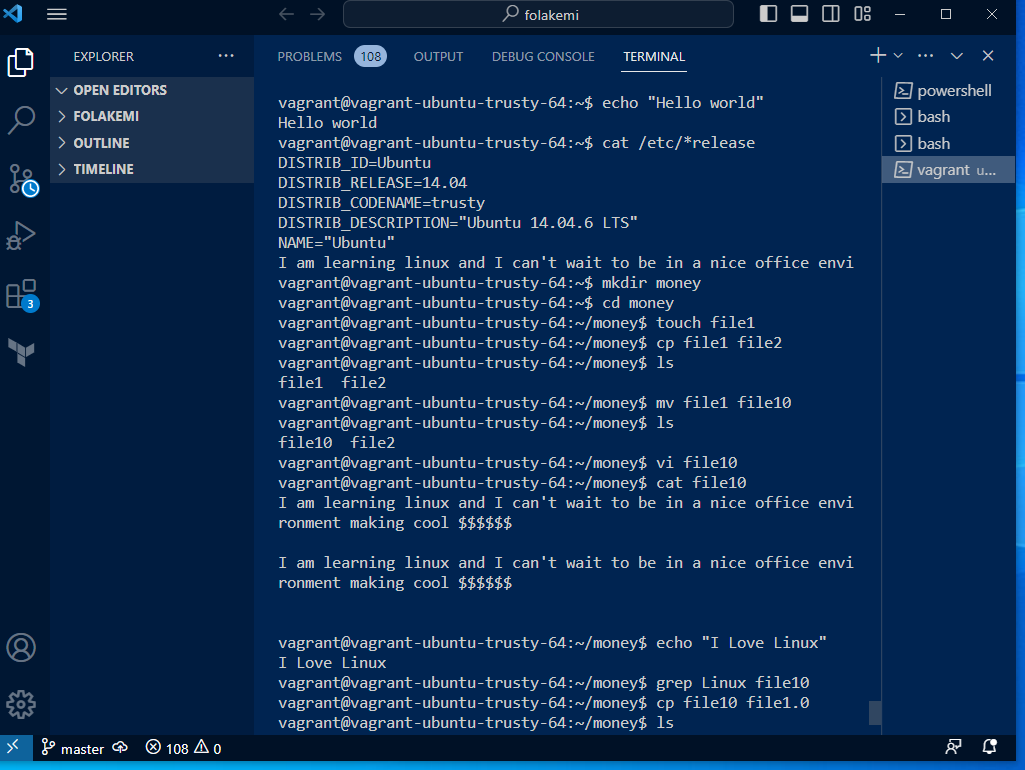 folakemi
EXPLORER
OPEN EDITORS
FOLAKEMI
OUTLINE
TIMELINE
3
PROBLEMS 108 OUTPUT DEBUG CONSOLE TERMINAL
vagrant@vagrant-ubuntu-trusty-64:~$ echo "Hello world"
Hello world
vagrant@vagrant-ubuntu-trusty-64:~$ cat /etc/*release
DISTRIB_ID=Ubuntu
DISTRIB_RELEASE=14.04
DISTRIB_CODENAME=trusty
DISTRIB_DESCRIPTION="Ubuntu 14.04.6 LTS"
NAME="Ubuntu"
I am learning linux and I can't wait to be in a nice office envi
vagrant@vagrant-ubuntu-trusty-64:~$ mkdir money
vagrant@vagrant-ubuntu-trusty-64:~$ cd money
vagrant@vagrant-ubuntu-trusty-64:~/money$ touch file1
vagrant@vagrant-ubuntu-trusty-64:~/money$ cp file1 file2
vagrant@vagrant-ubuntu-trusty-64:~/money$ ls
file1  file2
vagrant@vagrant-ubuntu-trusty-64:~/money$ mv file1 file10
vagrant@vagrant-ubuntu-trusty-64:~/money$ ls
file10  file2
vagrant@vagrant-ubuntu-trusty-64:~/money$ vi file10
vagrant@vagrant-ubuntu-trusty-64:~/money$ cat file10
I am learning linux and I can't wait to be in a nice office envi
ronment making cool $$$$$$
I am learning linux and I can't wait to be in a nice office envi
ronment making cool $$$$$$
vagrant@vagrant-ubuntu-trusty-64:~/money$ echo "I Love Linux"
I Love Linux
vagrant@vagrant-ubuntu-trusty-64:~/money$ grep Linux file10
vagrant@vagrant-ubuntu-trusty-64:~/money$ cp file10 file1.0
vagrant@vagrant-ubuntu-trusty-64:~/money$ ls
powershell
bash
bash
vagrant u...
master 108 0